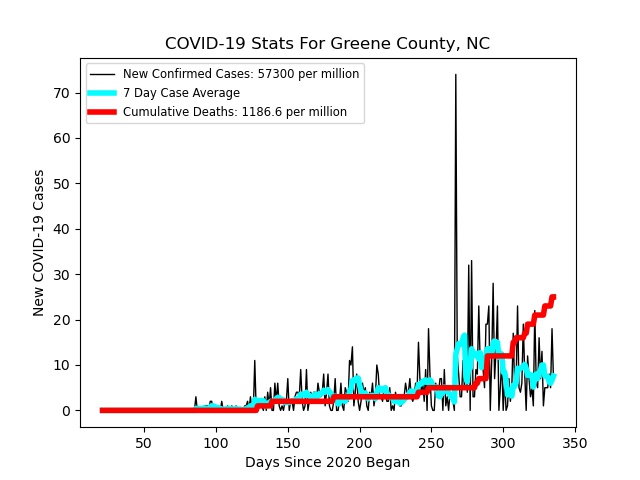 COVID-19 Stats For Greene County, NC
New Confirmed Cases: 57300 per million
7 Day Case Average
Cumulative Deaths: 1186.6 per million
New COVID-19 Cases
70
60
50
40
30
20
10
0
50
100
150
200
250
300
350
Days Since 2020 Began